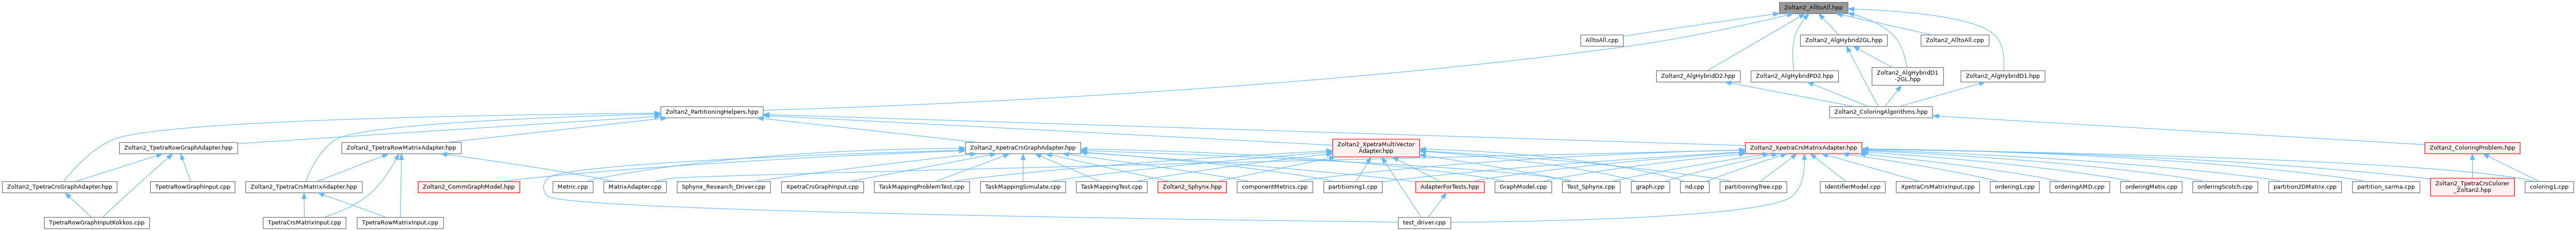 Zoltan2_AlltoAll.hpp
AlltoAll.cpp
Zoltan2_AlgHybrid2GL.hpp
Zoltan2_AlltoAll.cpp
Zoltan2_AlgHybridD2.hpp
Zoltan2_AlgHybridPD2.hpp
Zoltan2_AlgHybridD1
-2GL.hpp
Zoltan2_AlgHybridD1.hpp
Zoltan2_PartitioningHelpers.hpp
Zoltan2_ColoringAlgorithms.hpp
Zoltan2_TpetraRowGraphAdapter.hpp
Zoltan2_TpetraRowMatrixAdapter.hpp
Zoltan2_XpetraCrsGraphAdapter.hpp
Zoltan2_XpetraMultiVector
Adapter.hpp
Zoltan2_XpetraCrsMatrixAdapter.hpp
Zoltan2_ColoringProblem.hpp
Zoltan2_TpetraCrsGraphAdapter.hpp
TpetraRowGraphInput.cpp
Zoltan2_TpetraCrsMatrixAdapter.hpp
Zoltan2_CommGraphModel.hpp
Metric.cpp
MatrixAdapter.cpp
Sphynx_Research_Driver.cpp
XpetraCrsGraphInput.cpp
TaskMappingProblemTest.cpp
TaskMappingSimulate.cpp
TaskMappingTest.cpp
Zoltan2_Sphynx.hpp
componentMetrics.cpp
partitioning1.cpp
AdapterForTests.hpp
GraphModel.cpp
Test_Sphynx.cpp
graph.cpp
nd.cpp
partitioningTree.cpp
IdentifierModel.cpp
XpetraCrsMatrixInput.cpp
ordering1.cpp
orderingAMD.cpp
orderingMetis.cpp
orderingScotch.cpp
partition2DMatrix.cpp
partition_sarma.cpp
Zoltan2_TpetraCrsColorer
_Zoltan2.hpp
coloring1.cpp
TpetraRowGraphInputKokkos.cpp
TpetraCrsMatrixInput.cpp
TpetraRowMatrixInput.cpp
test_driver.cpp